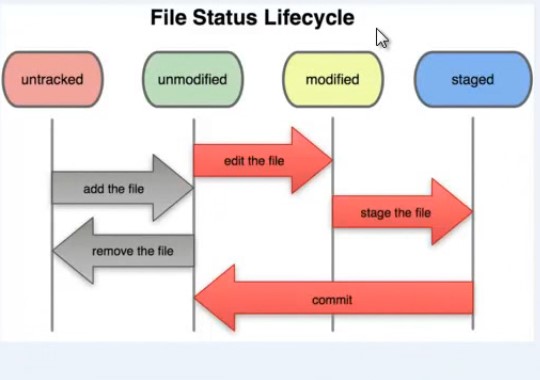 File Status Lifecycle
untracked
unmodified
modified
staged
edit the file
add the file
stage the file
remove the file
commit